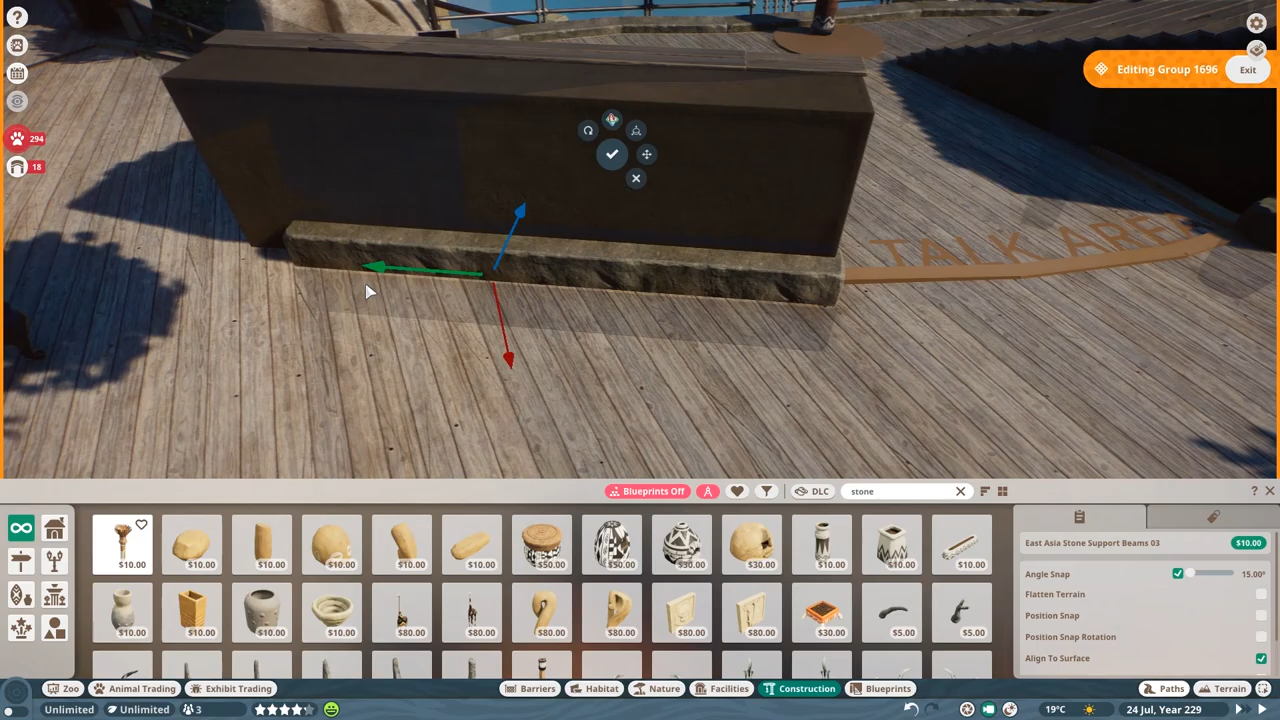 ?
Editing Group 1696
Exit
294
18
TALK AREA
Blueprints Off
DLC
stone
?
$10.00
$10.00
$10.00
$10.00
$10.00
$10.00
$50.00
$50.00
$30.00
$10.00
$10.00
$10.00
East Asia Stone Support Beams 03
$10.00
Angle Snap
15.00°
Flatten Terrain
Position Snap
Position Snap Rotation
Align To Surface
$10.00
$10.00
$10.00
$10.00
$80.00
$80.00
$80.00
$80.00
$80.00
$80.00
$30.00
$5.00
$5.00
Zoo
Animal Trading
Exhibit Trading
Barriers
Habitat
Nature
Facilities
Construction
Blueprints
Paths
Terrain
Unlimited
Unlimited
3
19°C
24 Jul, Year 229